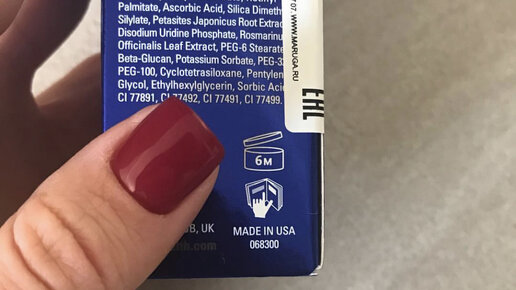 Palmitate, Ascorbic Acid, Silica Dimeth
Silylate, Petasites Japonicus Root Extract
Disodium Uridine Phosphate, Rosmarinu
Officinalis Leaf Extract, PEG-6 Stearate
Beta-Glucan, Potassium Sorbate, PEG-3
PEG-100, Cyclotetrasiloxane, Pentylen
Glycol, Ethylhexylglycerin, Sorbic Acid
CI 77891, CI 77492, CI 77491, CI 77499.
WWW.MARUGA.RU
EAC
6M
UK
MADE IN USA
068300